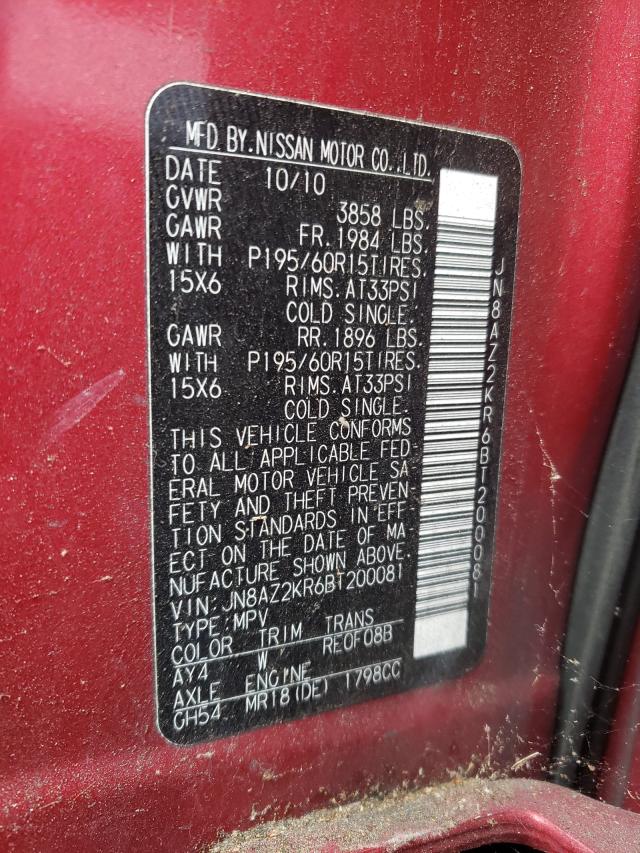 MFD BY.NISSAN MOTOR CO.,LTD.
DATE 10/10
GVWR 3858 LBS.
GAWR FR.1984 LBS.
WITH P195/60R15TIRES.
15X6 RIMS.AT33PSI
COLD SINGLE.
GAWR RR.1896 LBS.
WITH P195/60R15TIRES.
15X6 RIMS.AT33PSI
COLD SINGLE.
THIS VEHICLE CONFORMS
TO ALL APPLICABLE FED
ERAL MOTOR VEHICLE SA
FETY AND THEFT PREVEN
TION STANDARDS IN EFF
ECT ON THE DATE OF MA
NUFACTURE SHOWN ABOVE.
VIN: JN8AZ2KR6BT200081
TYPE: MPV
COLOR TRIM TRANS
AY4 W RE0F08B
AXLE ENGINE
GH54 MR18(DE) 1798CC
JN8AZ2KR6BT200081